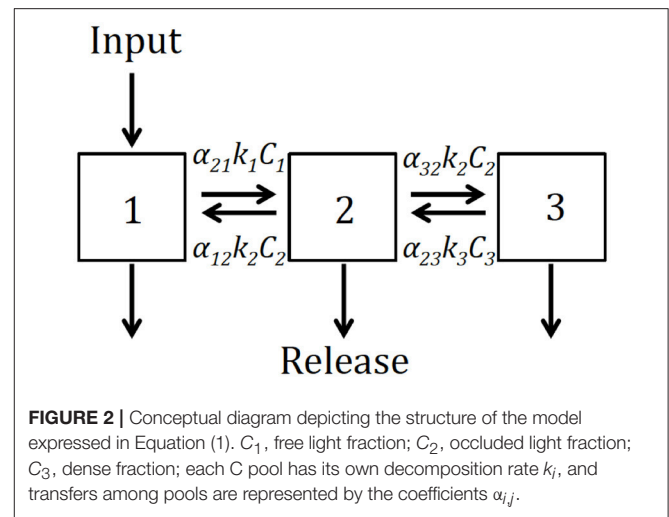 Input
α₂₁k₁C₁ α₃₂k₂C₂
1 2 3
α₁₂k₂C₂ α₂₃k₃C₃
Release
FIGURE 2 | Conceptual diagram depicting the structure of the model
expressed in Equation (1). C₁, free light fraction; C₂, occluded light fraction;
C₃, dense fraction; each C pool has its own decomposition rate kᵢ, and
transfers among pools are represented by the coefficients αᵢ,ⱼ.